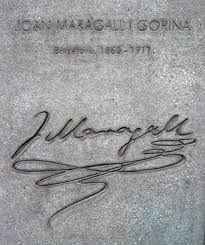 JOAN MARAGALL I GORINA
Barcelona, 1860 - 1911
J Maragall